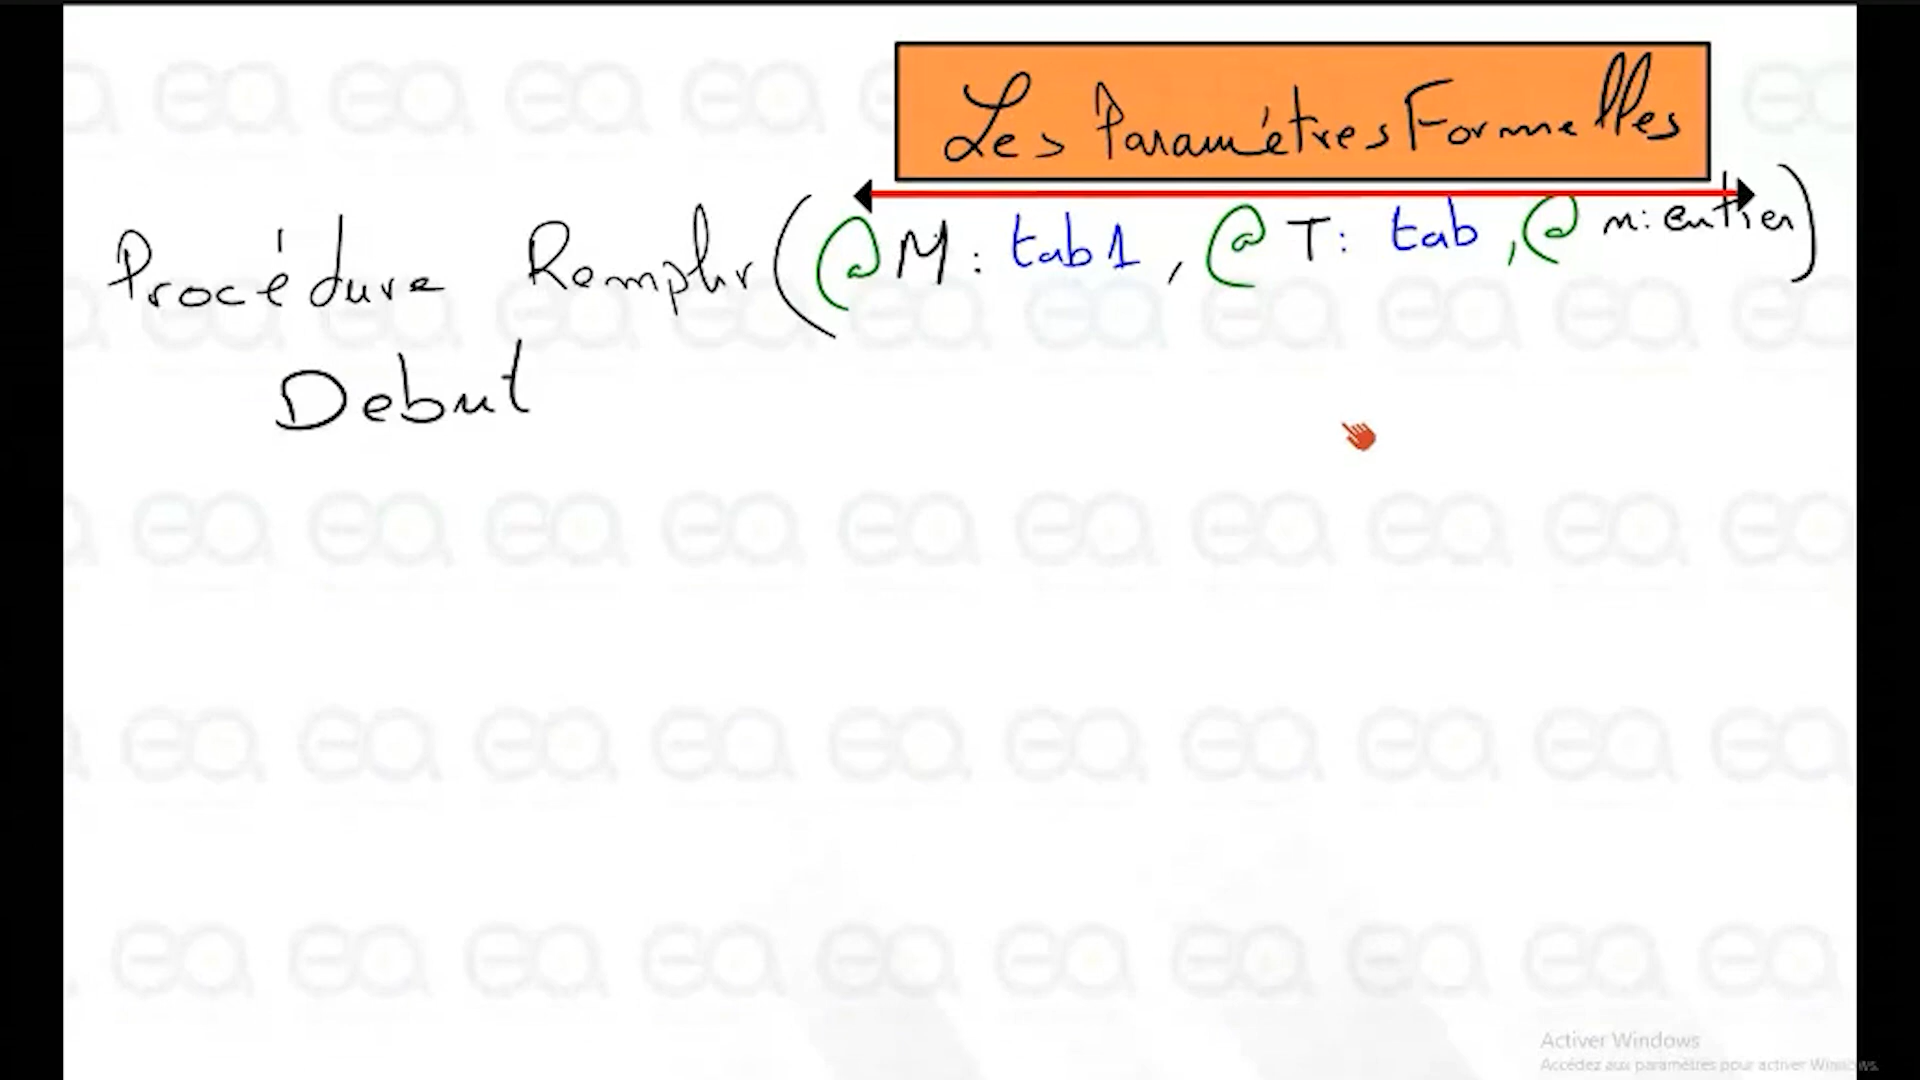 Les Paramétres Formelles
Procédure Remplir (@ M : tab1 , @ T : tab , @ n : entier)
Debut
Activer Windows
Accédez aux paramètres pour activer Windows.